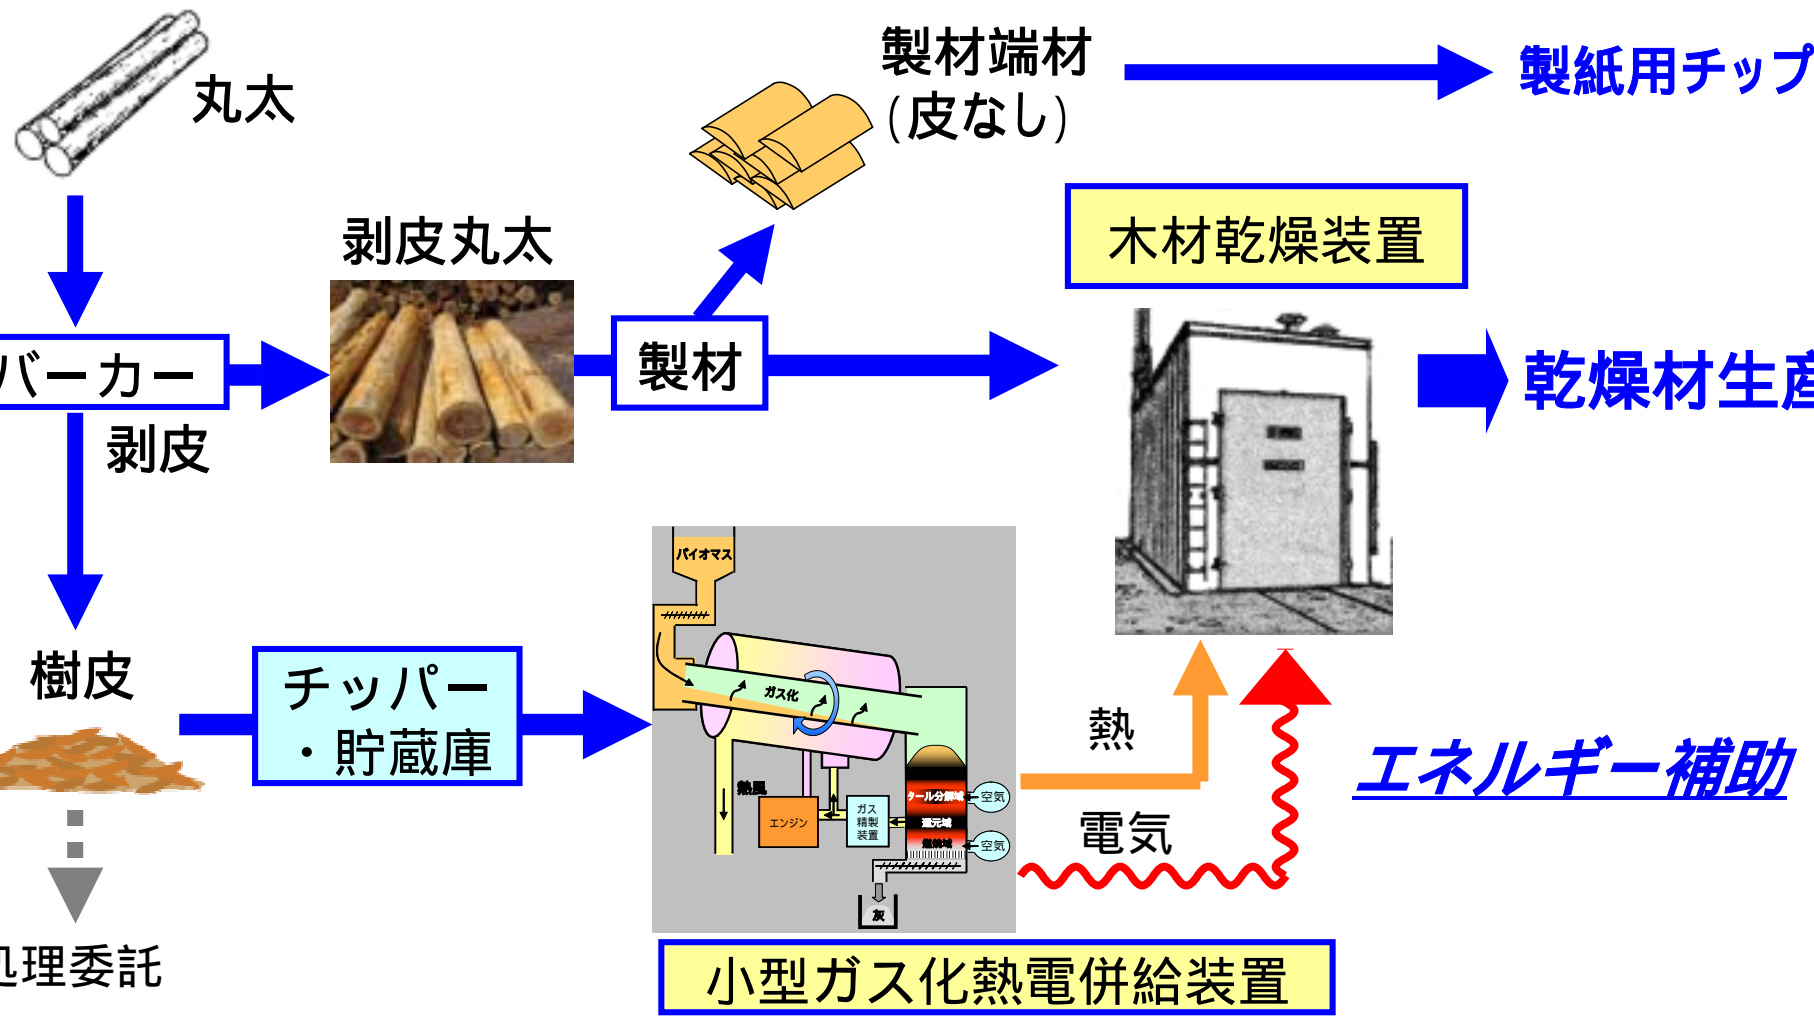 丸太
製材端材
(皮なし)
製紙用チップ
剥皮丸太
木材乾燥装置
バーカー
製材
乾燥材生産
剥皮
樹皮
チッパー
・貯蔵庫
バイオマス
ガス化
熱風
エンジン
ガス
精製
装置
タール分解域
還元域
燃焼域
空気
空気
灰
熱
電気
エネルギー補助
処理委託
小型ガス化熱電併給装置